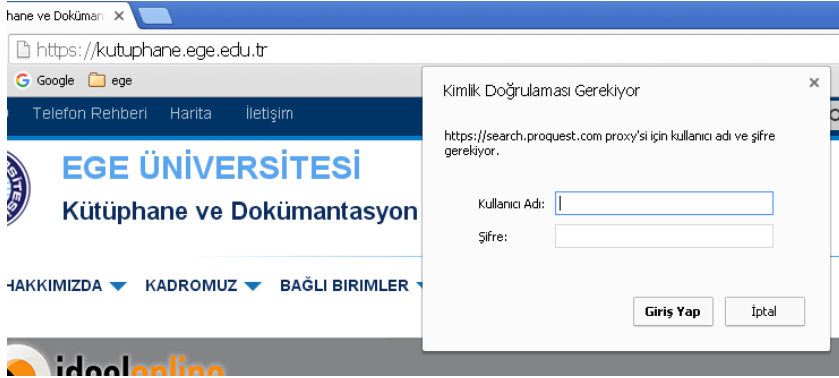 hane ve Doküman
https://kutuphane.ege.edu.tr
Google ege
Telefon Rehberi Harita İletişim
EGE ÜNİVERSİTESİ
Kütüphane ve Dokümantasyon
HAKKIMIZDA KADROMUZ BAĞLI BIRIMLER
Kimlik Doğrulaması Gerekiyor
https://search.proquest.com proxy'si için kullanıcı adı ve şifre
gerekiyor.
Kullanıcı Adı:
Şifre:
Giriş Yap İptal
idealonline